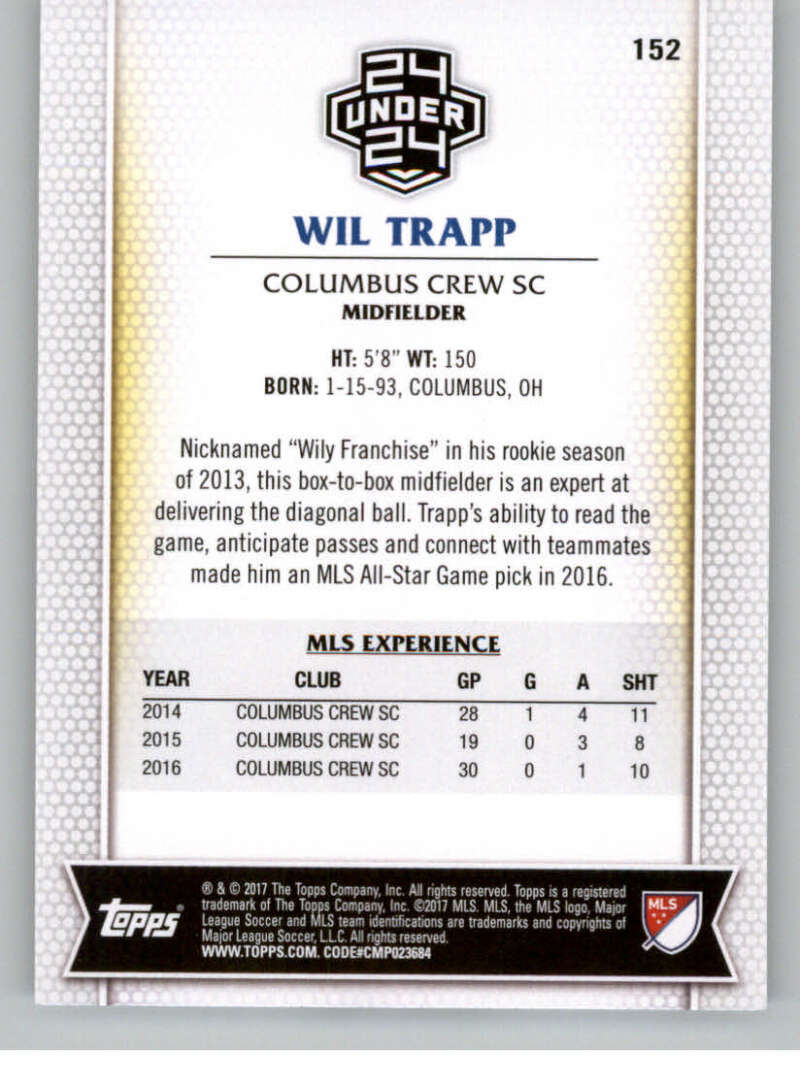 152
24
UNDER
24
WIL TRAPP
COLUMBUS CREW SC
MIDFIELDER
HT: 5'8" WT: 150
BORN: 1-15-93, COLUMBUS, OH
Nicknamed "Wily Franchise" in his rookie season
of 2013, this box-to-box midfielder is an expert at
delivering the diagonal ball. Trapp's ability to read the
game, anticipate passes and connect with teammates
made him an MLS All-Star Game pick in 2016.
MLS EXPERIENCE
YEAR CLUB GP G A SHT
2014 COLUMBUS CREW SC 28 1 4 11
2015 COLUMBUS CREW SC 19 0 3 8
2016 COLUMBUS CREW SC 30 0 1 10
topps®
® & © 2017 The Topps Company, Inc. All rights reserved. Topps is a registered
trademark of The Topps Company, Inc. ©2017 MLS. MLS, the MLS logo, Major
League Soccer and MLS team identifications are trademarks and copyrights of
Major League Soccer, L.L.C. All rights reserved.
WWW.TOPPS.COM. CODE#CMP023684
MLS